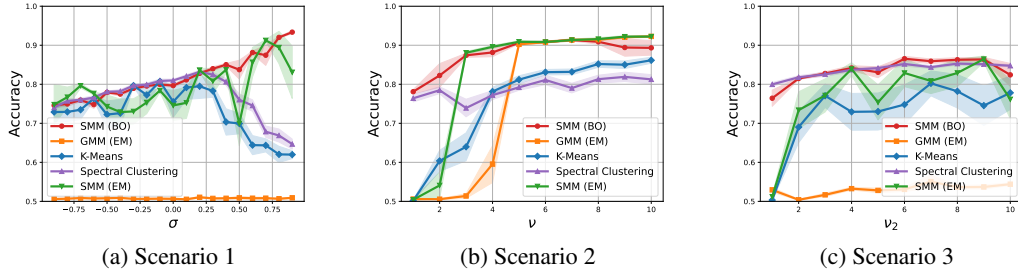 1.0
0.9
0.8
0.7
0.6
0.5
Accuracy
SMM (BO)
GMM (EM)
K-Means
Spectral Clustering
SMM (EM)
−0.75 −0.50 −0.25 0.00 0.25 0.50 0.75
σ
(a) Scenario 1
1.0
0.9
0.8
0.7
0.6
0.5
Accuracy
SMM (BO)
GMM (EM)
K-Means
Spectral Clustering
SMM (EM)
2 4 6 8 10
ν
(b) Scenario 2
1.0
0.9
0.8
0.7
0.6
0.5
Accuracy
SMM (BO)
GMM (EM)
K-Means
Spectral Clustering
SMM (EM)
2 4 6 8 10
ν2
(c) Scenario 3